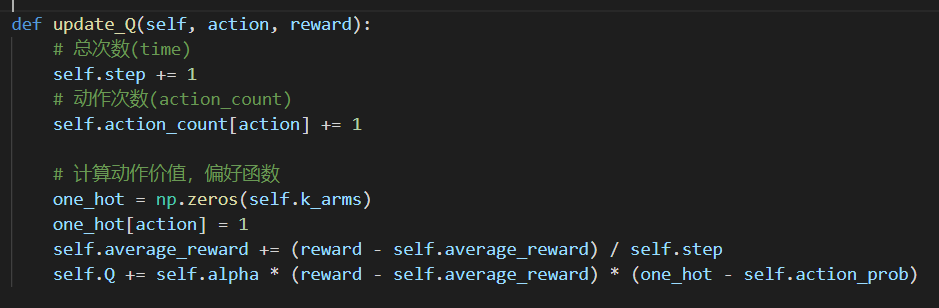 def update_Q(self, action, reward):
# 总次数(time)
self.step += 1
# 动作次数(action_count)
self.action_count[action] += 1
# 计算动作价值，偏好函数
one_hot = np.zeros(self.k_arms)
one_hot[action] = 1
self.average_reward += (reward - self.average_reward) / self.step
self.Q += self.alpha * (reward - self.average_reward) * (one_hot - self.action_prob)